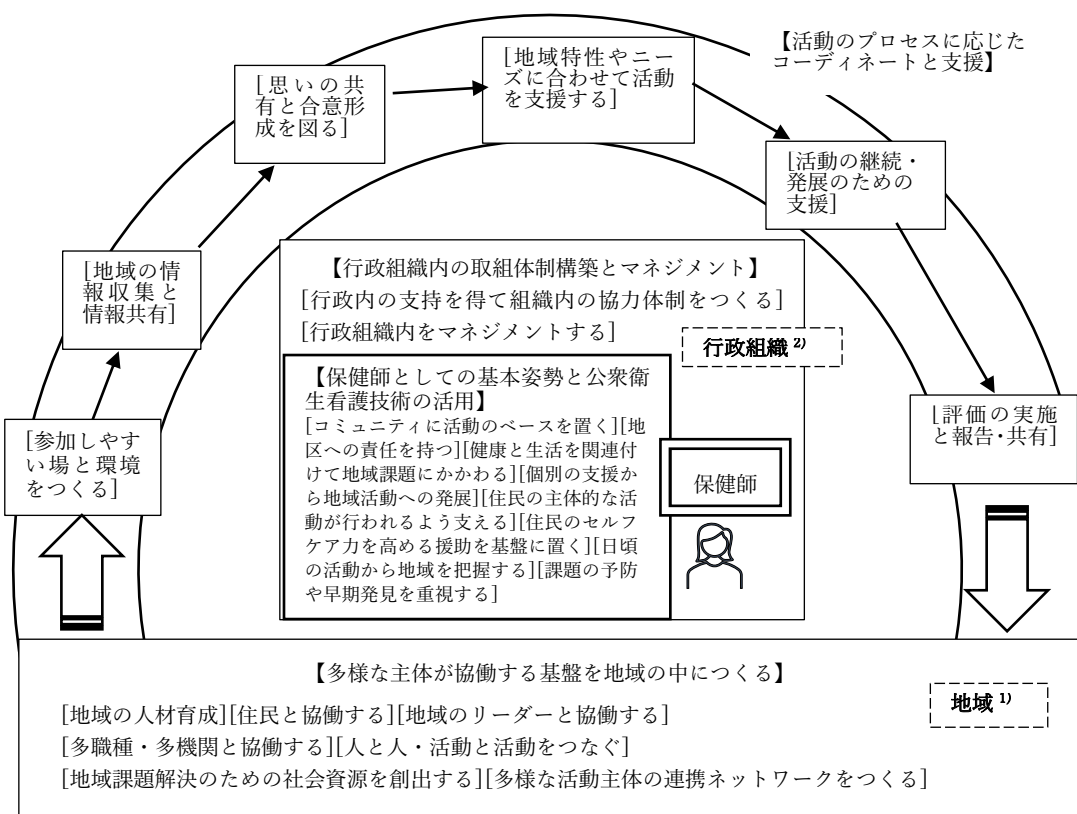 【活動のプロセスに応じた
コーディネートと支援】
[地域特性やニー
ズに合わせて活動
を支援する]
[思いの共
有と合意形
成を図る]
[活動の継続・
発展のための
支援]
[地域の情
報収集と
情報共有]
[参加しやす
い場と環境
をつくる]
[評価の実施
と報告・共有]
【行政組織内の取組体制構築とマネジメント】
[行政内の支持を得て組織内の協力体制をつくる]
[行政組織内をマネジメントする]
行政組織 2)
【保健師としての基本姿勢と公衆衛
生看護技術の活用】
[コミュニティに活動のベースを置く][地
区への責任を持つ][健康と生活を関連付
けて地域課題にかかわる][個別の支援か
ら地域活動への発展][住民の主体的な活
動が行われるよう支える][住民のセルフ
ケア力を高める援助を基盤に置く][日頃
の活動から地域を把握する][課題の予防
や早期発見を重視する]
保健師
【多様な主体が協働する基盤を地域の中につくる】
地域 1)
[地域の人材育成][住民と協働する][地域のリーダーと協働する]
[多職種・多機関と協働する][人と人・活動と活動をつなぐ]
[地域課題解決のための社会資源を創出する][多様な活動主体の連携ネットワークをつくる]